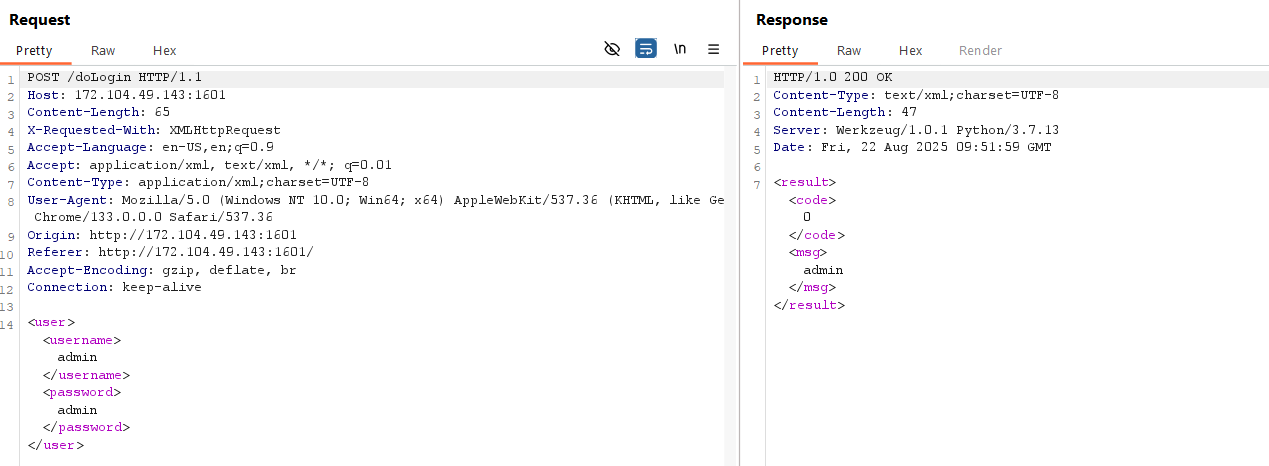 Request
Pretty Raw Hex
\n
1 POST /doLogin HTTP/1.1
2 Host: 172.104.49.143:1601
3 Content-Length: 65
4 X-Requested-With: XMLHttpRequest
5 Accept-Language: en-US,en;q=0.9
6 Accept: application/xml, text/xml, */*; q=0.01
7 Content-Type: application/xml;charset=UTF-8
8 User-Agent: Mozilla/5.0 (Windows NT 10.0; Win64; x64) AppleWebKit/537.36 (KHTML, like Ge
Chrome/133.0.0.0 Safari/537.36
9 Origin: http://172.104.49.143:1601
10 Referer: http://172.104.49.143:1601/
11 Accept-Encoding: gzip, deflate, br
12 Connection: keep-alive
13
14 <user>
<username>
admin
</username>
<password>
admin
</password>
</user>
Response
Pretty Raw Hex Render
1 HTTP/1.0 200 OK
2 Content-Type: text/xml;charset=UTF-8
3 Content-Length: 47
4 Server: Werkzeug/1.0.1 Python/3.7.13
5 Date: Fri, 22 Aug 2025 09:51:59 GMT
6
7 <result>
<code>
0
</code>
<msg>
admin
</msg>
</result>